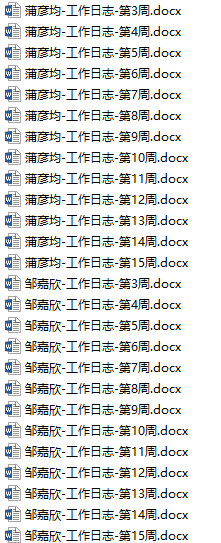 蒲彦均-工作日志-第3周.docx
蒲彦均-工作日志-第4周.docx
蒲彦均-工作日志-第5周.docx
蒲彦均-工作日志-第6周.docx
蒲彦均-工作日志-第7周.docx
蒲彦均-工作日志-第8周.docx
蒲彦均-工作日志-第9周.docx
蒲彦均-工作日志-第10周.docx
蒲彦均-工作日志-第11周.docx
蒲彦均-工作日志-第12周.docx
蒲彦均-工作日志-第13周.docx
蒲彦均-工作日志-第14周.docx
蒲彦均-工作日志-第15周.docx
邹嘉欣-工作日志-第3周.docx
邹嘉欣-工作日志-第4周.docx
邹嘉欣-工作日志-第5周.docx
邹嘉欣-工作日志-第6周.docx
邹嘉欣-工作日志-第7周.docx
邹嘉欣-工作日志-第8周.docx
邹嘉欣-工作日志-第9周.docx
邹嘉欣-工作日志-第10周.docx
邹嘉欣-工作日志-第11周.docx
邹嘉欣-工作日志-第12周.docx
邹嘉欣-工作日志-第13周.docx
邹嘉欣-工作日志-第14周.docx
邹嘉欣-工作日志-第15周.docx